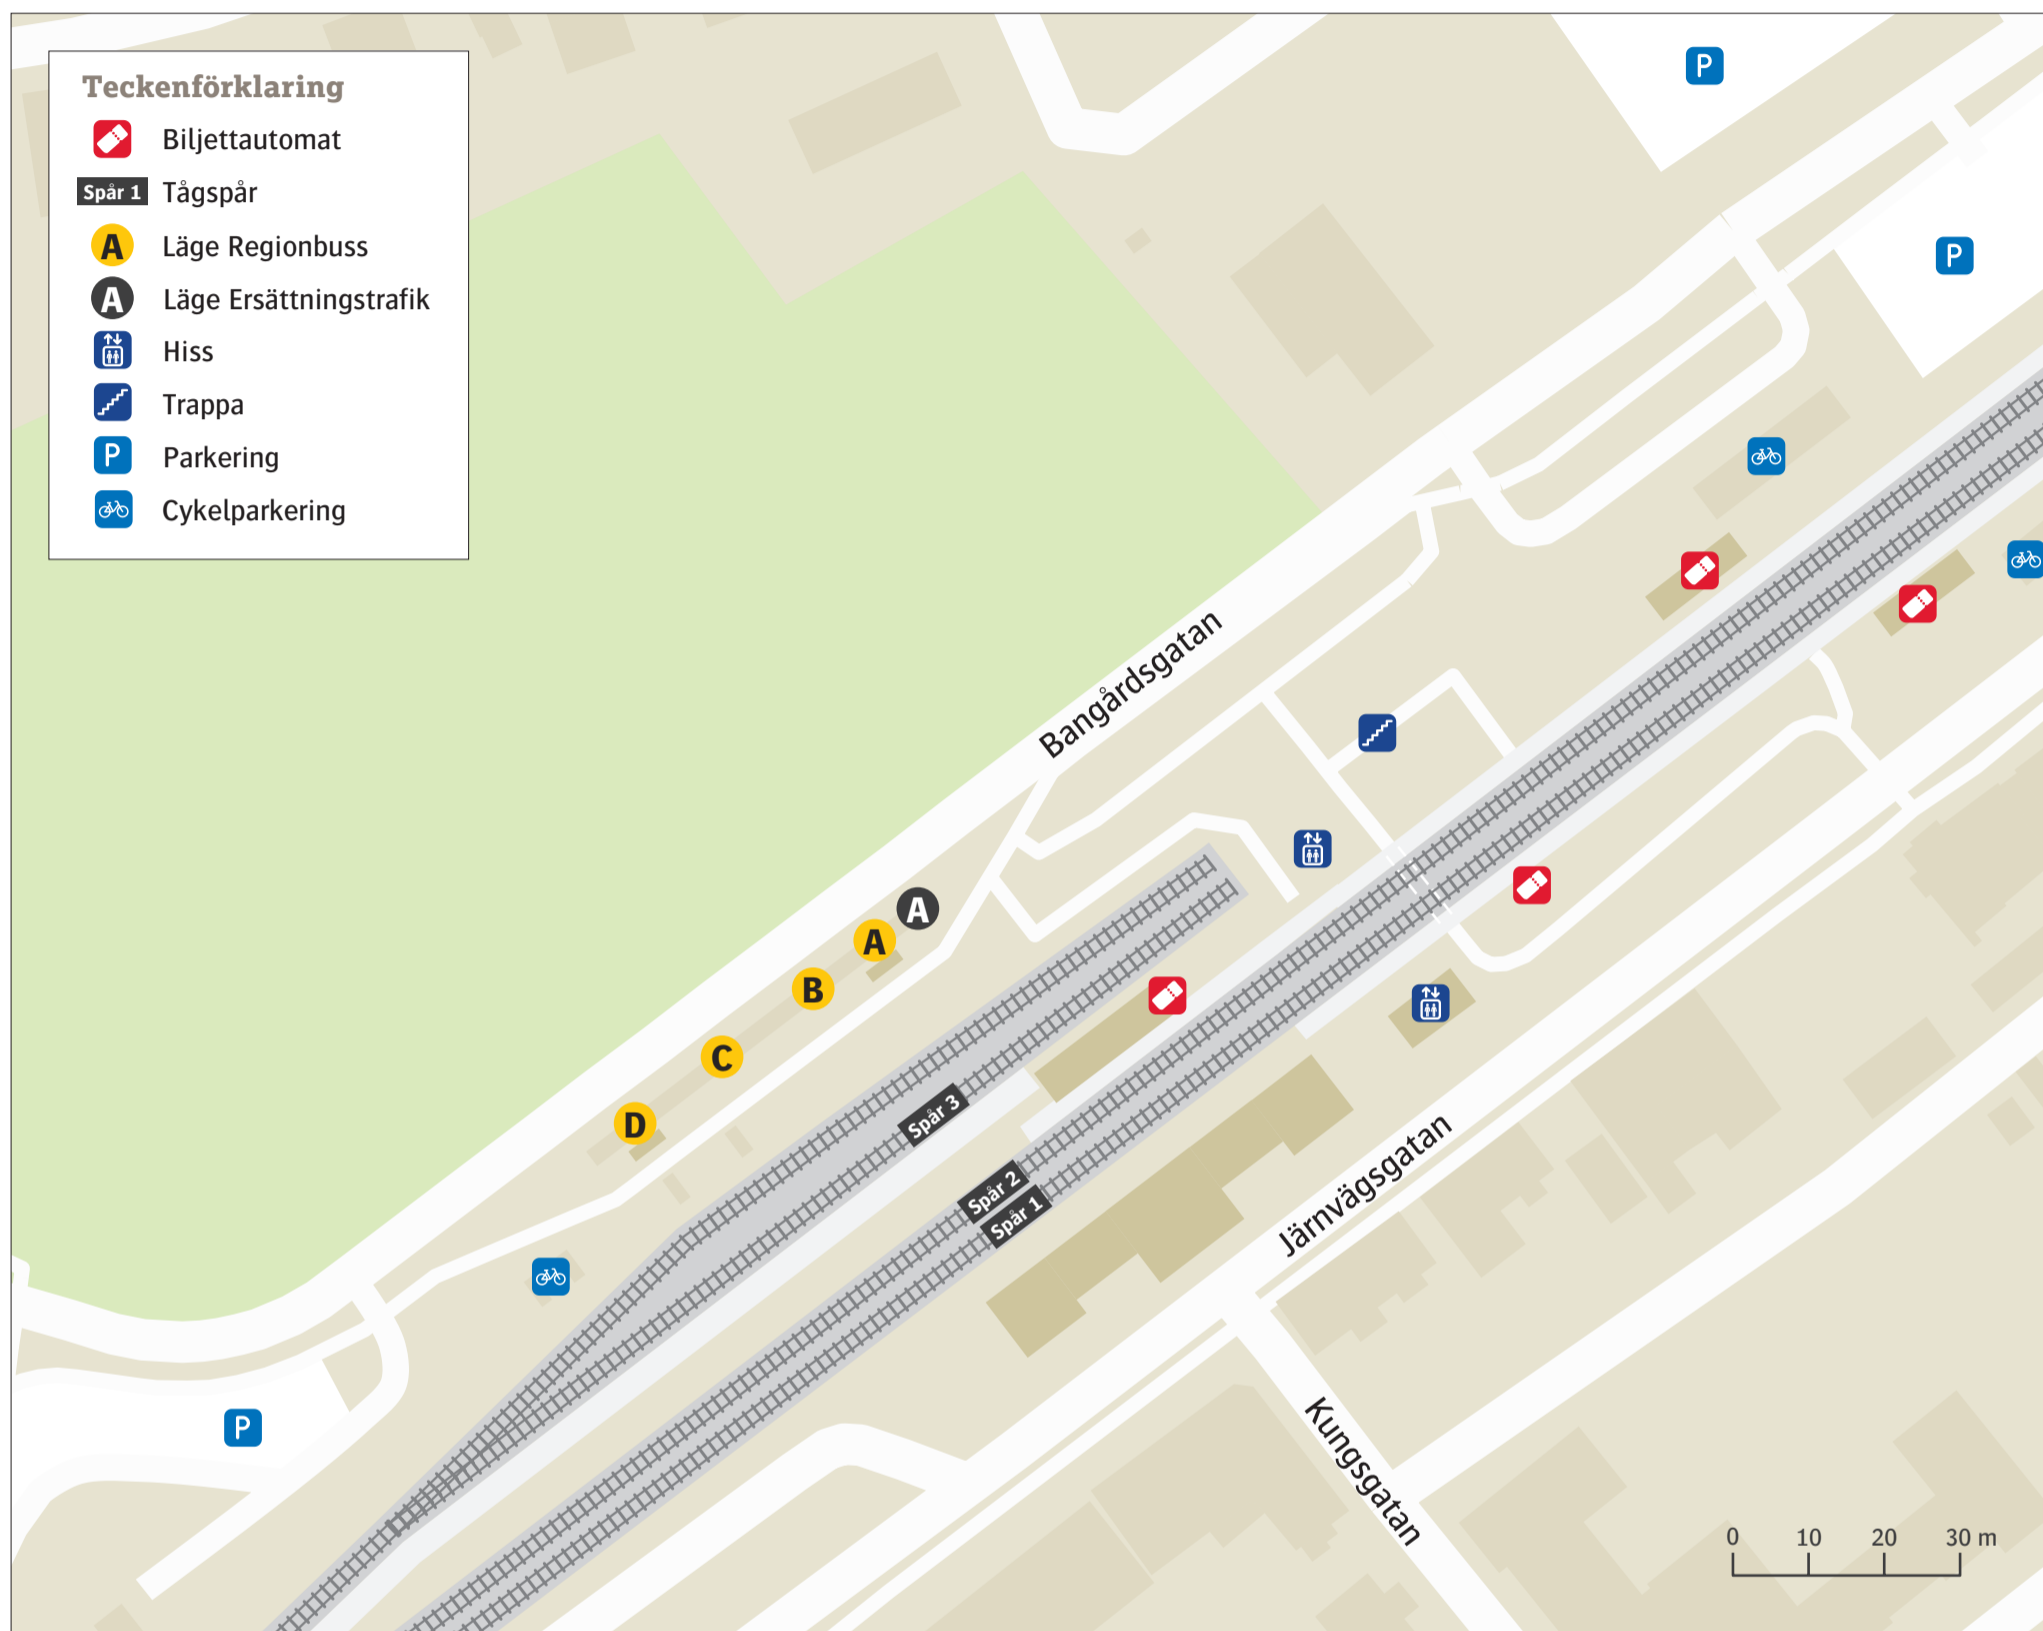 Teckenförklaring
Biljettautomat
Spår 1 Tågspår
A Läge Regionbuss
A Läge Ersättningstrafik
Hiss
Trappa
P Parkering
Cykelparkering
P
P
Bangårdsgatan
A
A
B
C
D
Spår 3
Spår 2
Spår 1
Järnvägsgatan
Kungsgatan
P
0 10 20 30 m